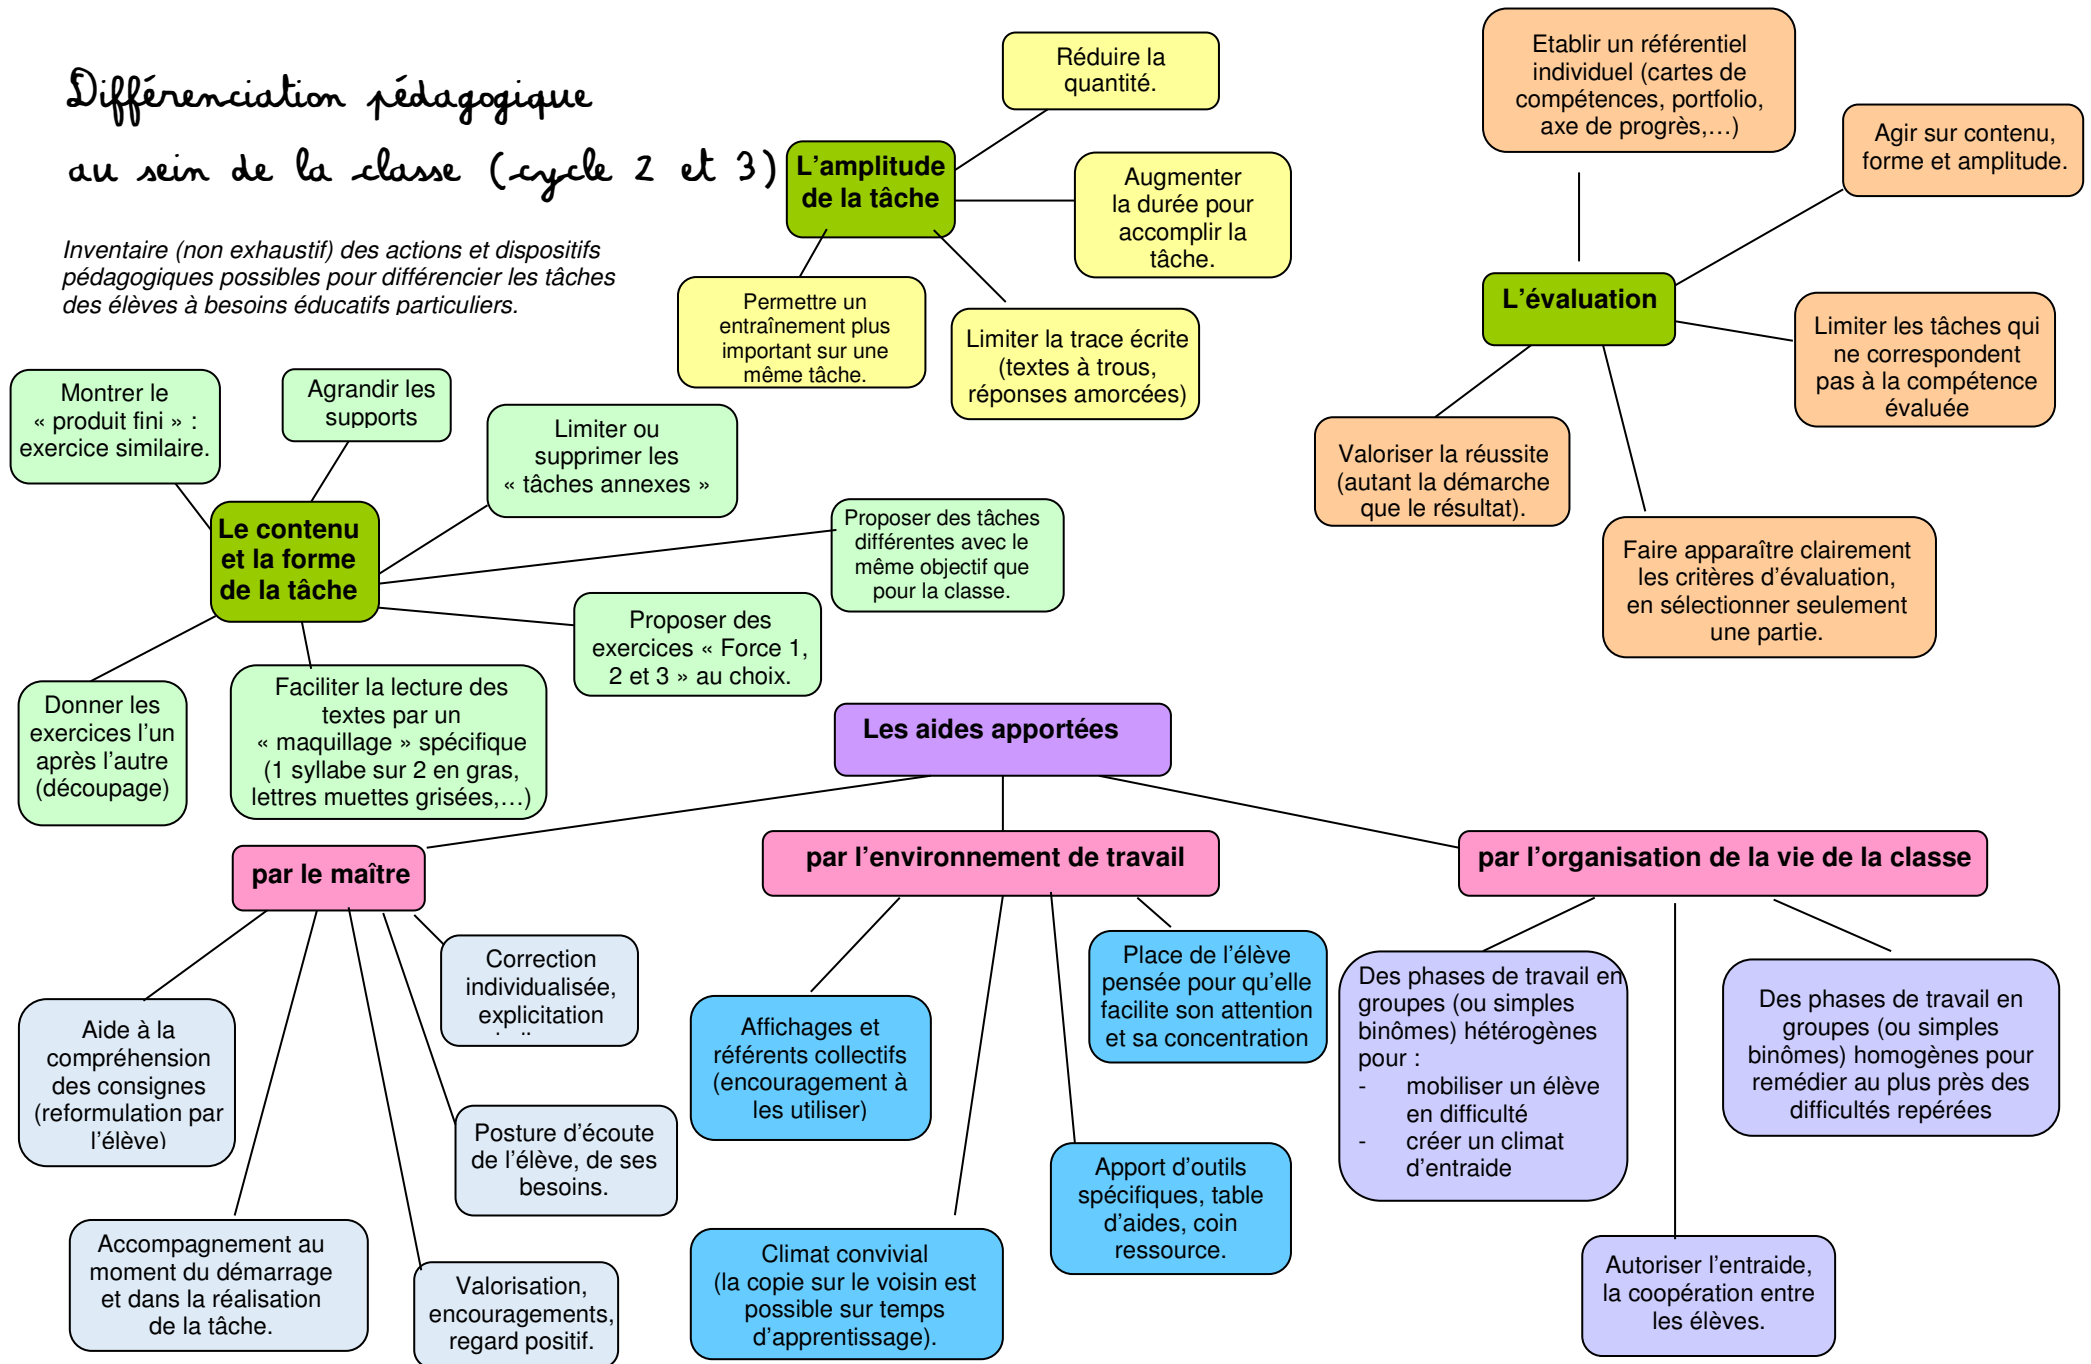 Différenciation pédagogique
au sein de la classe (cycle 2 et 3)
Inventaire (non exhaustif) des actions et dispositifs
pédagogiques possibles pour différencier les tâches
des élèves à besoins éducatifs particuliers.
L'amplitude
de la tâche
Réduire la
quantité.
Augmenter
la durée pour
accomplir la
tâche.
Permettre un
entraînement plus
important sur une
même tâche.
Limiter la trace écrite
(textes à trous,
réponses amorcées)
L'évaluation
Etablir un référentiel
individuel (cartes de
compétences, portfolio,
axe de progrès,…)
Agir sur contenu,
forme et amplitude.
Limiter les tâches qui
ne correspondent
pas à la compétence
évaluée
Valoriser la réussite
(autant la démarche
que le résultat).
Faire apparaître clairement
les critères d'évaluation,
en sélectionner seulement
une partie.
Le contenu
et la forme
de la tâche
Montrer le
« produit fini » :
exercice similaire.
Agrandir les
supports
Limiter ou
supprimer les
« tâches annexes »
Proposer des tâches
différentes avec le
même objectif que
pour la classe.
Proposer des
exercices « Force 1,
2 et 3 » au choix.
Donner les
exercices l'un
après l'autre
(découpage)
Faciliter la lecture des
textes par un
« maquillage » spécifique
(1 syllabe sur 2 en gras,
lettres muettes grisées,…)
Les aides apportées
par le maître
Aide à la
compréhension
des consignes
(reformulation par
l'élève)
Accompagnement au
moment du démarrage
et dans la réalisation
de la tâche.
Valorisation,
encouragements,
regard positif.
Posture d'écoute
de l'élève, de ses
besoins.
Correction
individualisée,
explicitation
par l'environnement de travail
Affichages et
référents collectifs
(encouragement à
les utiliser)
Climat convivial
(la copie sur le voisin est
possible sur temps
d'apprentissage).
Apport d'outils
spécifiques, table
d'aides, coin
ressource.
Place de l'élève
pensée pour qu'elle
facilite son attention
et sa concentration
par l'organisation de la vie de la classe
Des phases de travail en
groupes (ou simples
binômes) hétérogènes
pour :
- mobiliser un élève
en difficulté
- créer un climat
d'entraide
Autoriser l'entraide,
la coopération entre
les élèves.
Des phases de travail en
groupes (ou simples
binômes) homogènes pour
remédier au plus près des
difficultés repérées